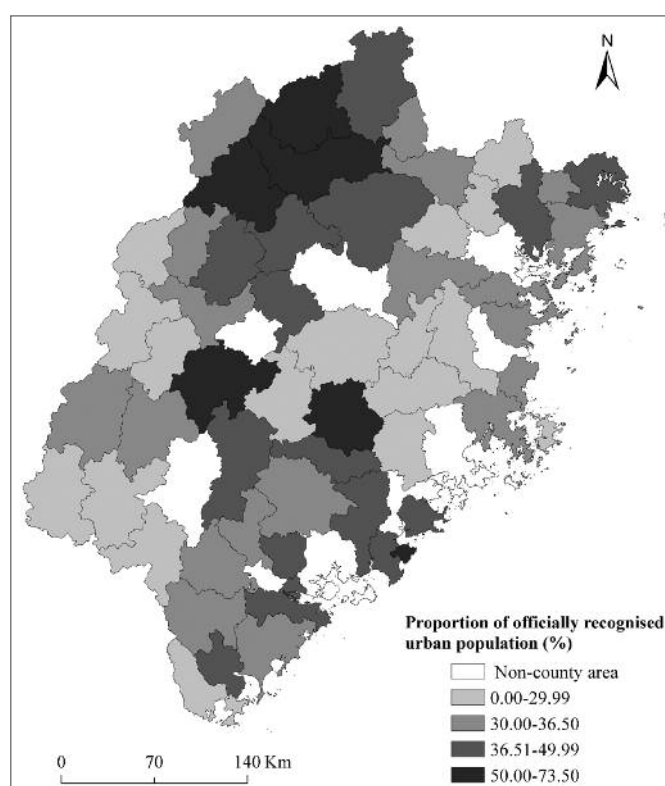 N
Proportion of officially recognised
urban population (%)
Non-county area
0.00-29.99
30.00-36.50
36.51-49.99
50.00-73.50
0 70 140 Km